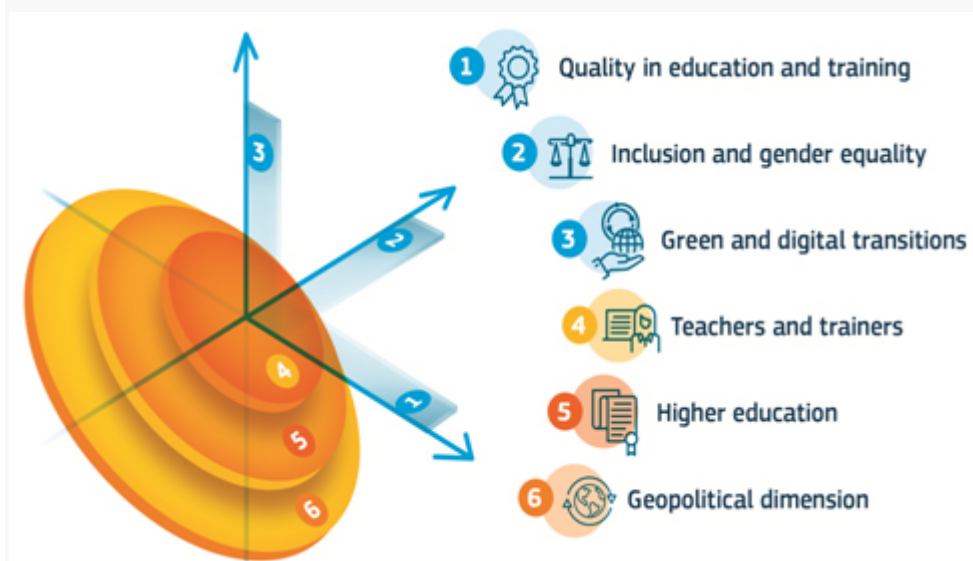 3
2
1
4
5
6
1 Quality in education and training
2 Inclusion and gender equality
3 Green and digital transitions
4 Teachers and trainers
5 Higher education
6 Geopolitical dimension